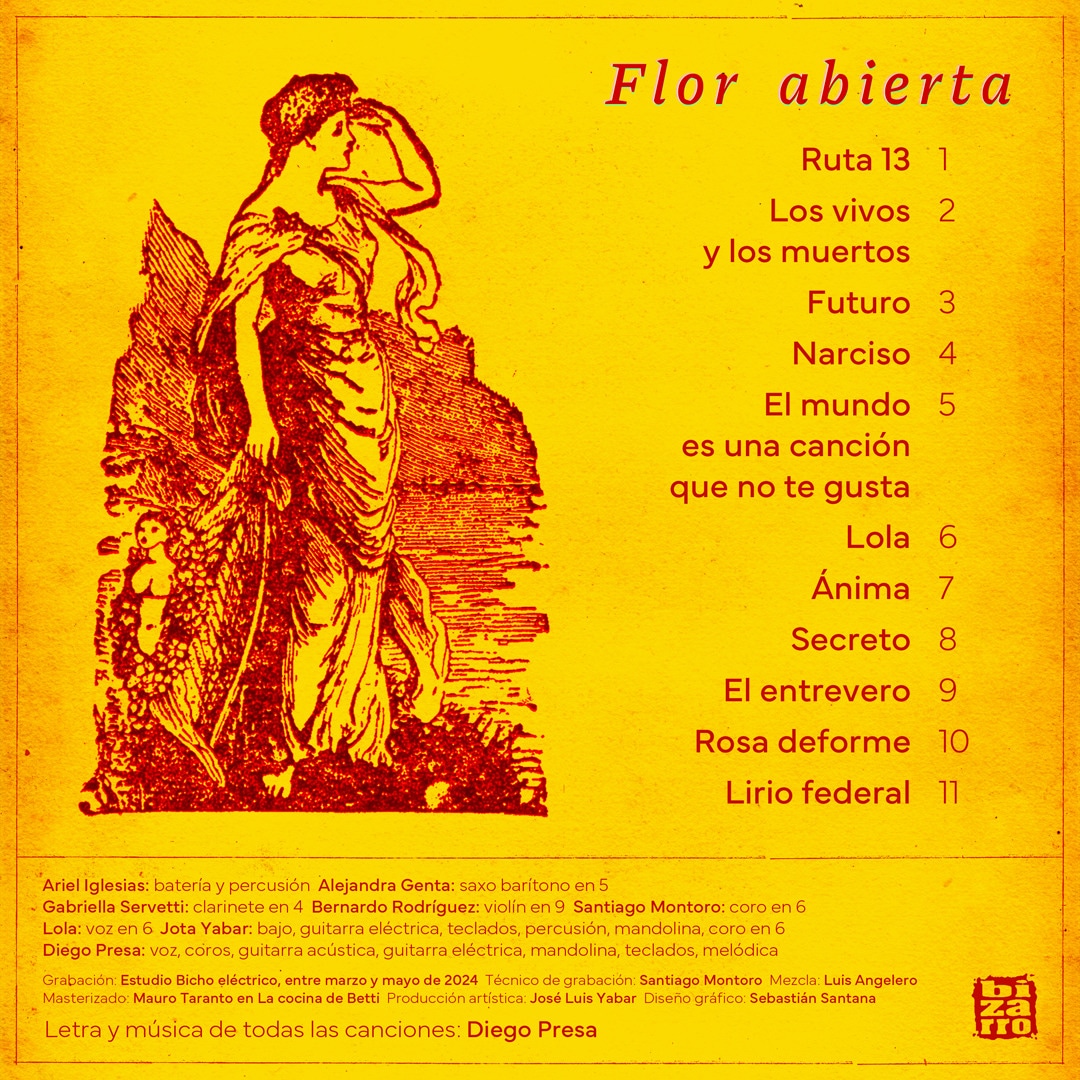 Flor abierta
Ruta 13 1
Los vivos 2
y los muertos
Futuro 3
Narciso 4
El mundo 5
es una canción
que no te gusta
Lola 6
Ánima 7
Secreto 8
El entrevero 9
Rosa deforme 10
Lirio federal 11
Ariel Iglesias: batería y percusión Alejandra Genta: saxo barítono en 5
Gabriella Servetti: clarinete en 4 Bernardo Rodríguez: violín en 9 Santiago Montoro: coro en 6
Lola: voz en 6 Jota Yabar: bajo, guitarra eléctrica, teclados, percusión, mandolina, coro en 6
Diego Presa: voz, coros, guitarra acústica, guitarra eléctrica, mandolina, teclados, melódica
Grabación: Estudio Bicho eléctrico, entre marzo y mayo de 2024 Técnico de grabación: Santiago Montoro Mezcla: Luis Angelero
Masterizado: Mauro Taranto en La cocina de Betti Producción artística: José Luis Yabar Diseño gráfico: Sebastián Santana
Letra y música de todas las canciones: Diego Presa
bi
za
rro